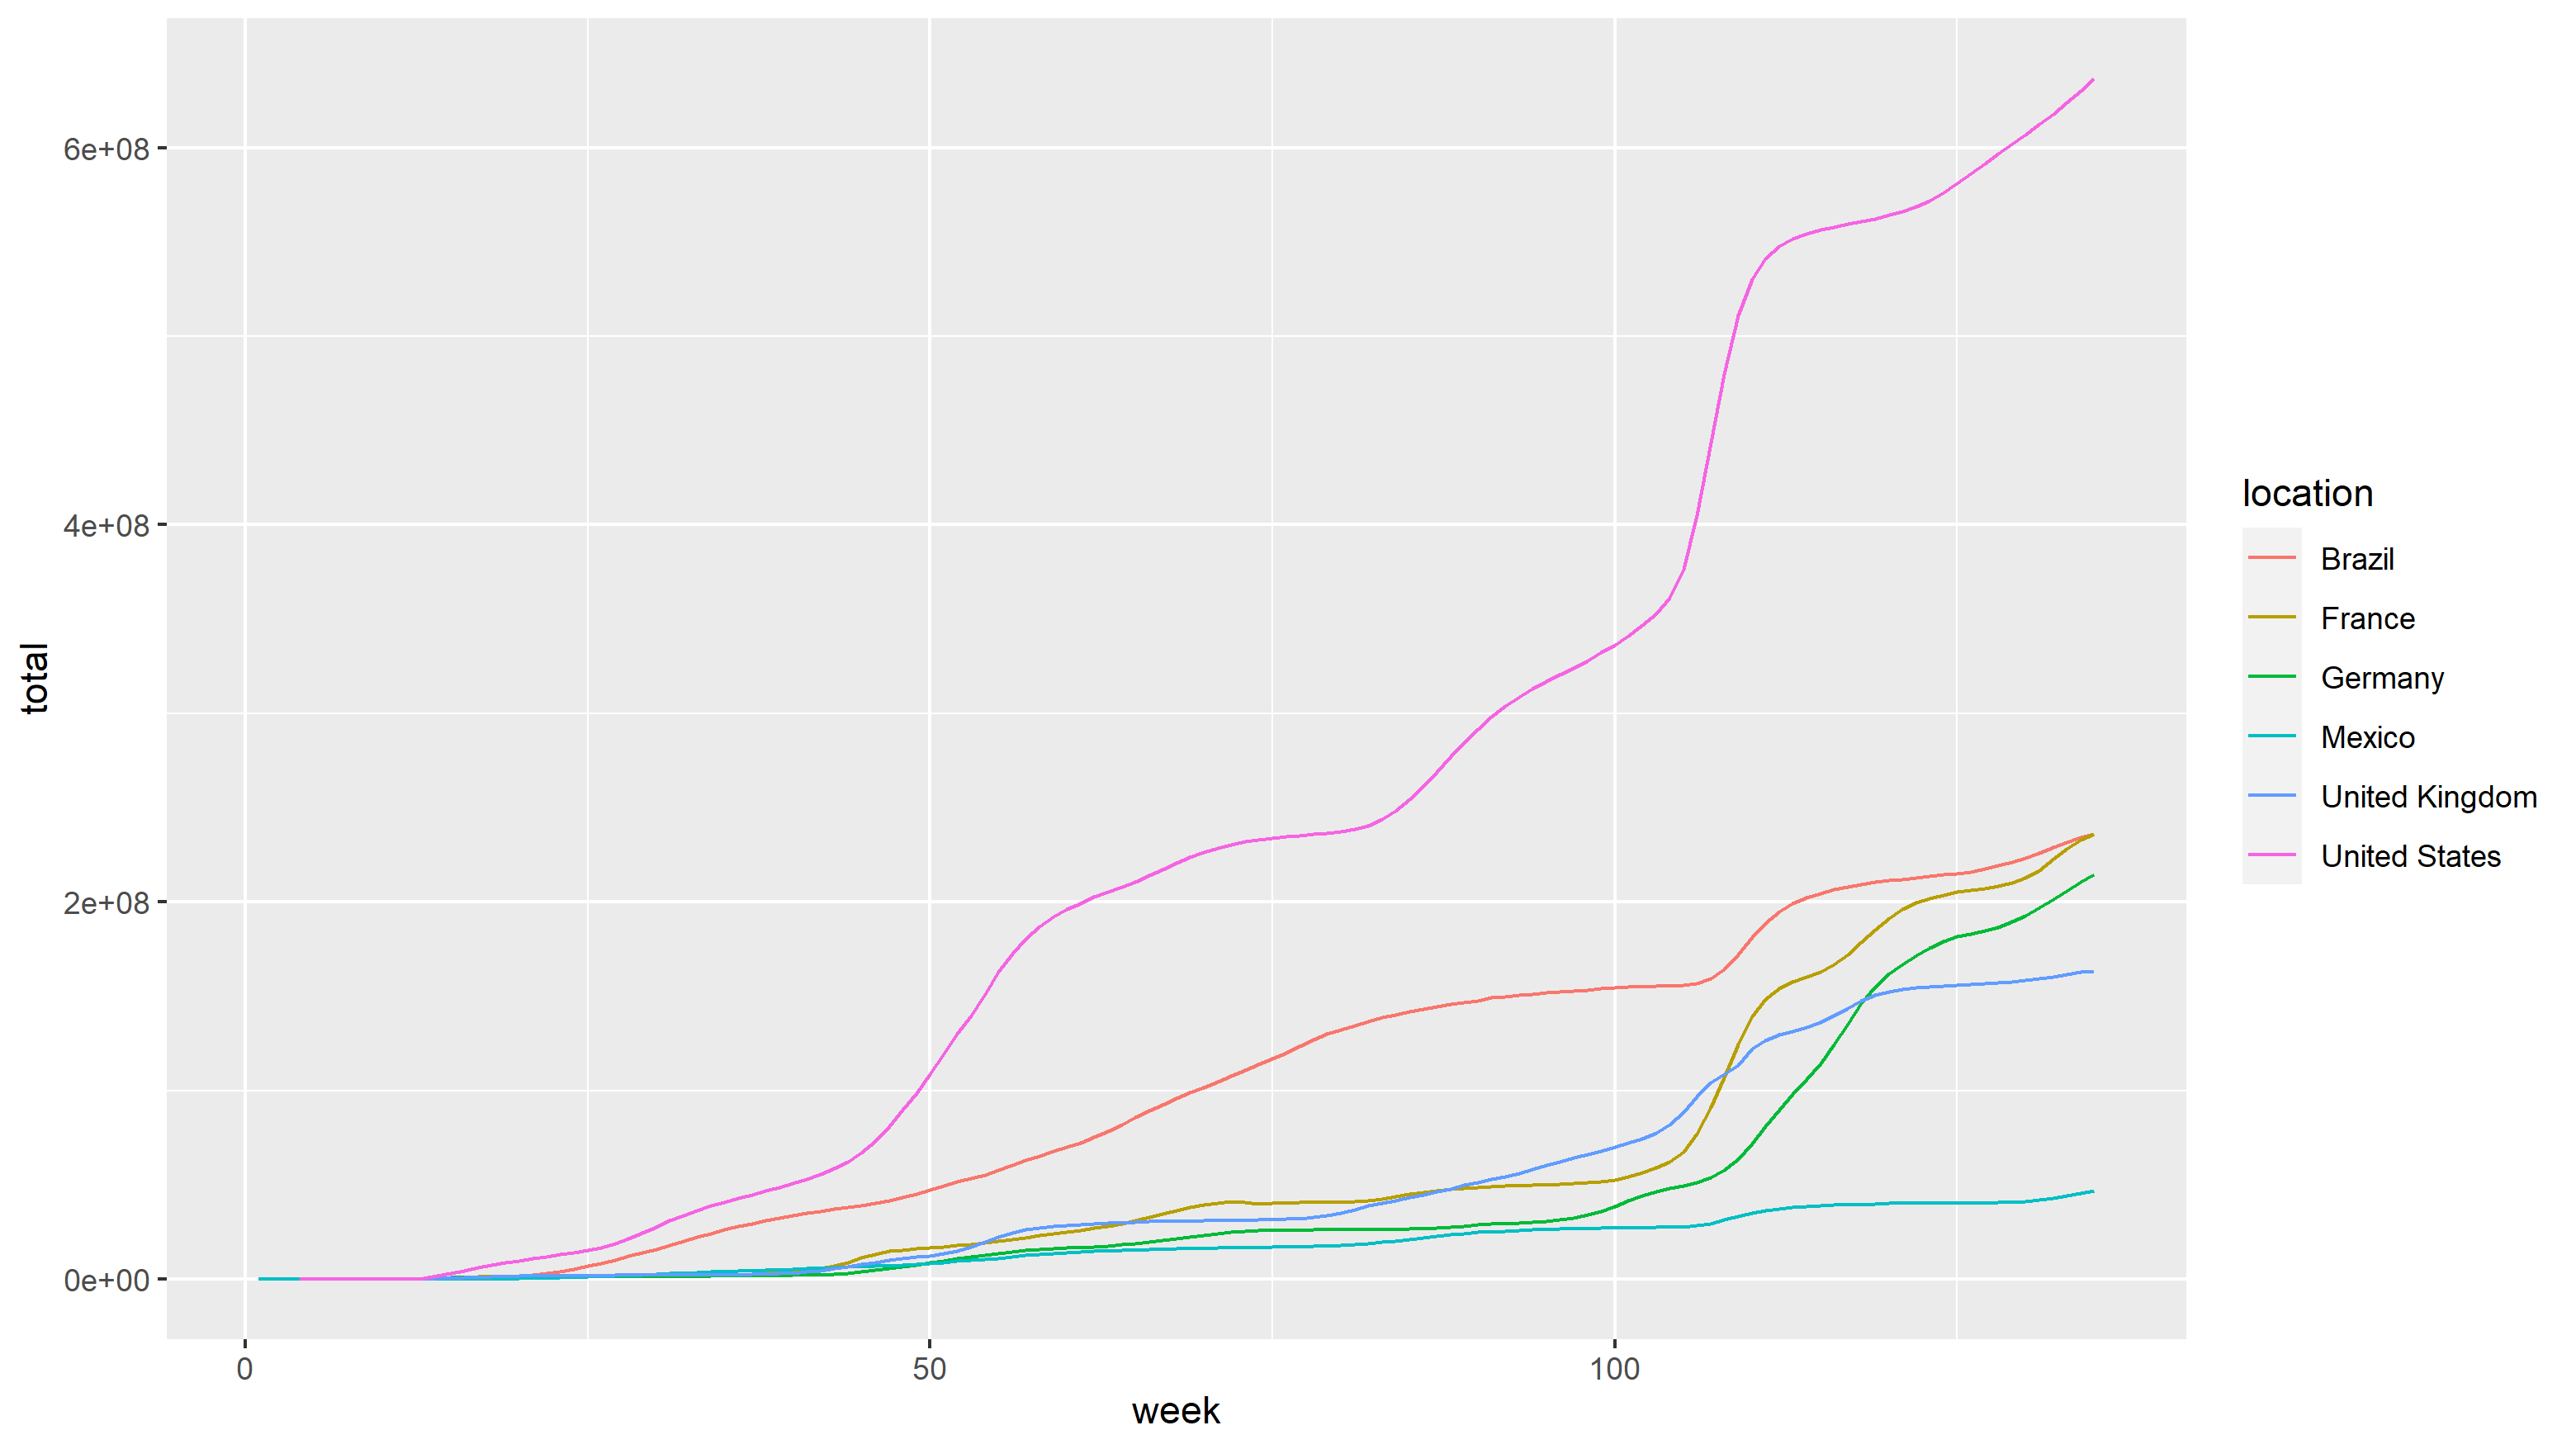 total
6e+08
4e+08
2e+08
0e+00
0
50
100
week
location
Brazil
France
Germany
Mexico
United Kingdom
United States